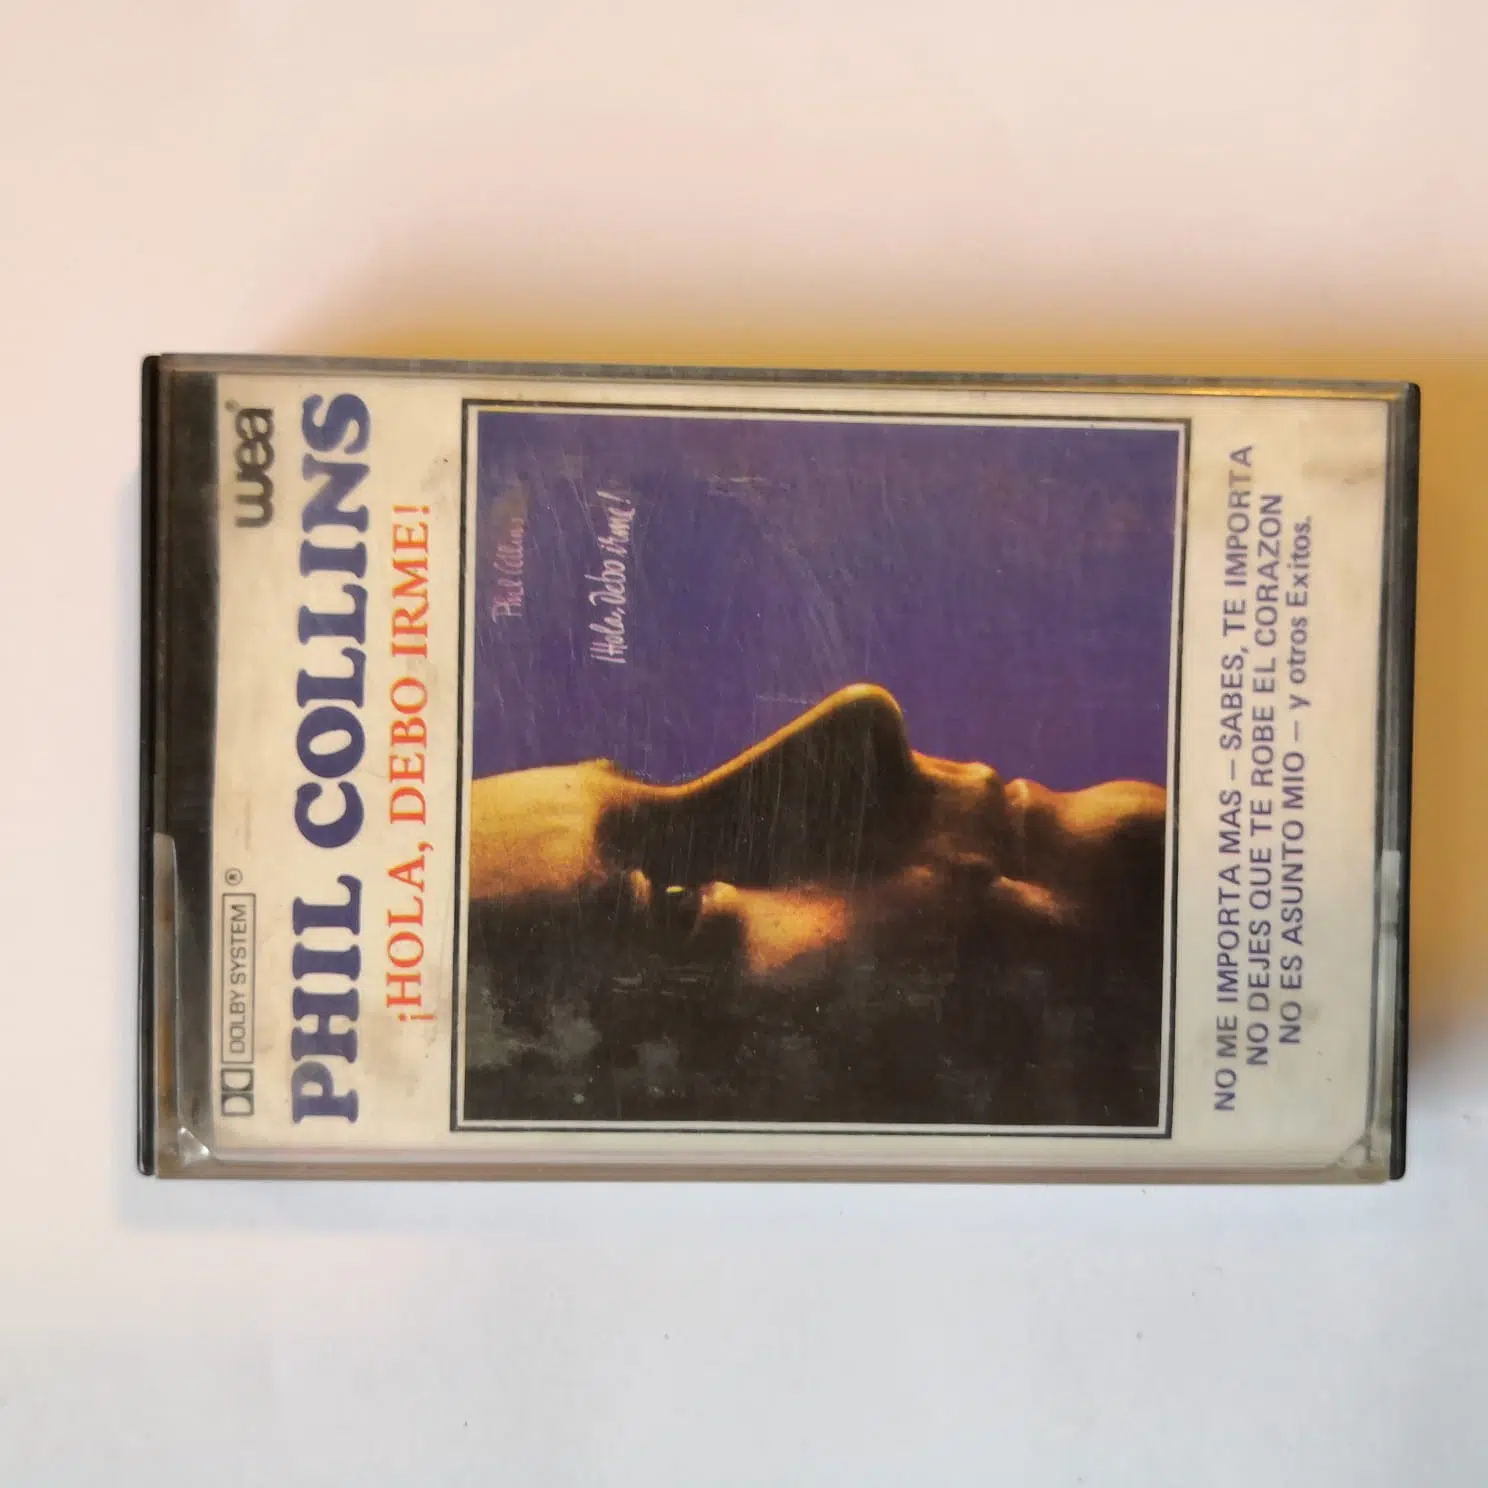 DOLBY SYSTEM ®
wea®
PHIL COLLINS
¡HOLA, DEBO IRME!
Phil Collins
¡Hola, Debo irme!
NO ME IMPORTA MAS – SABES, TE IMPORTA
NO DEJES QUE TE ROBE EL CORAZON
NO ES ASUNTO MIO – y otros Exitos.